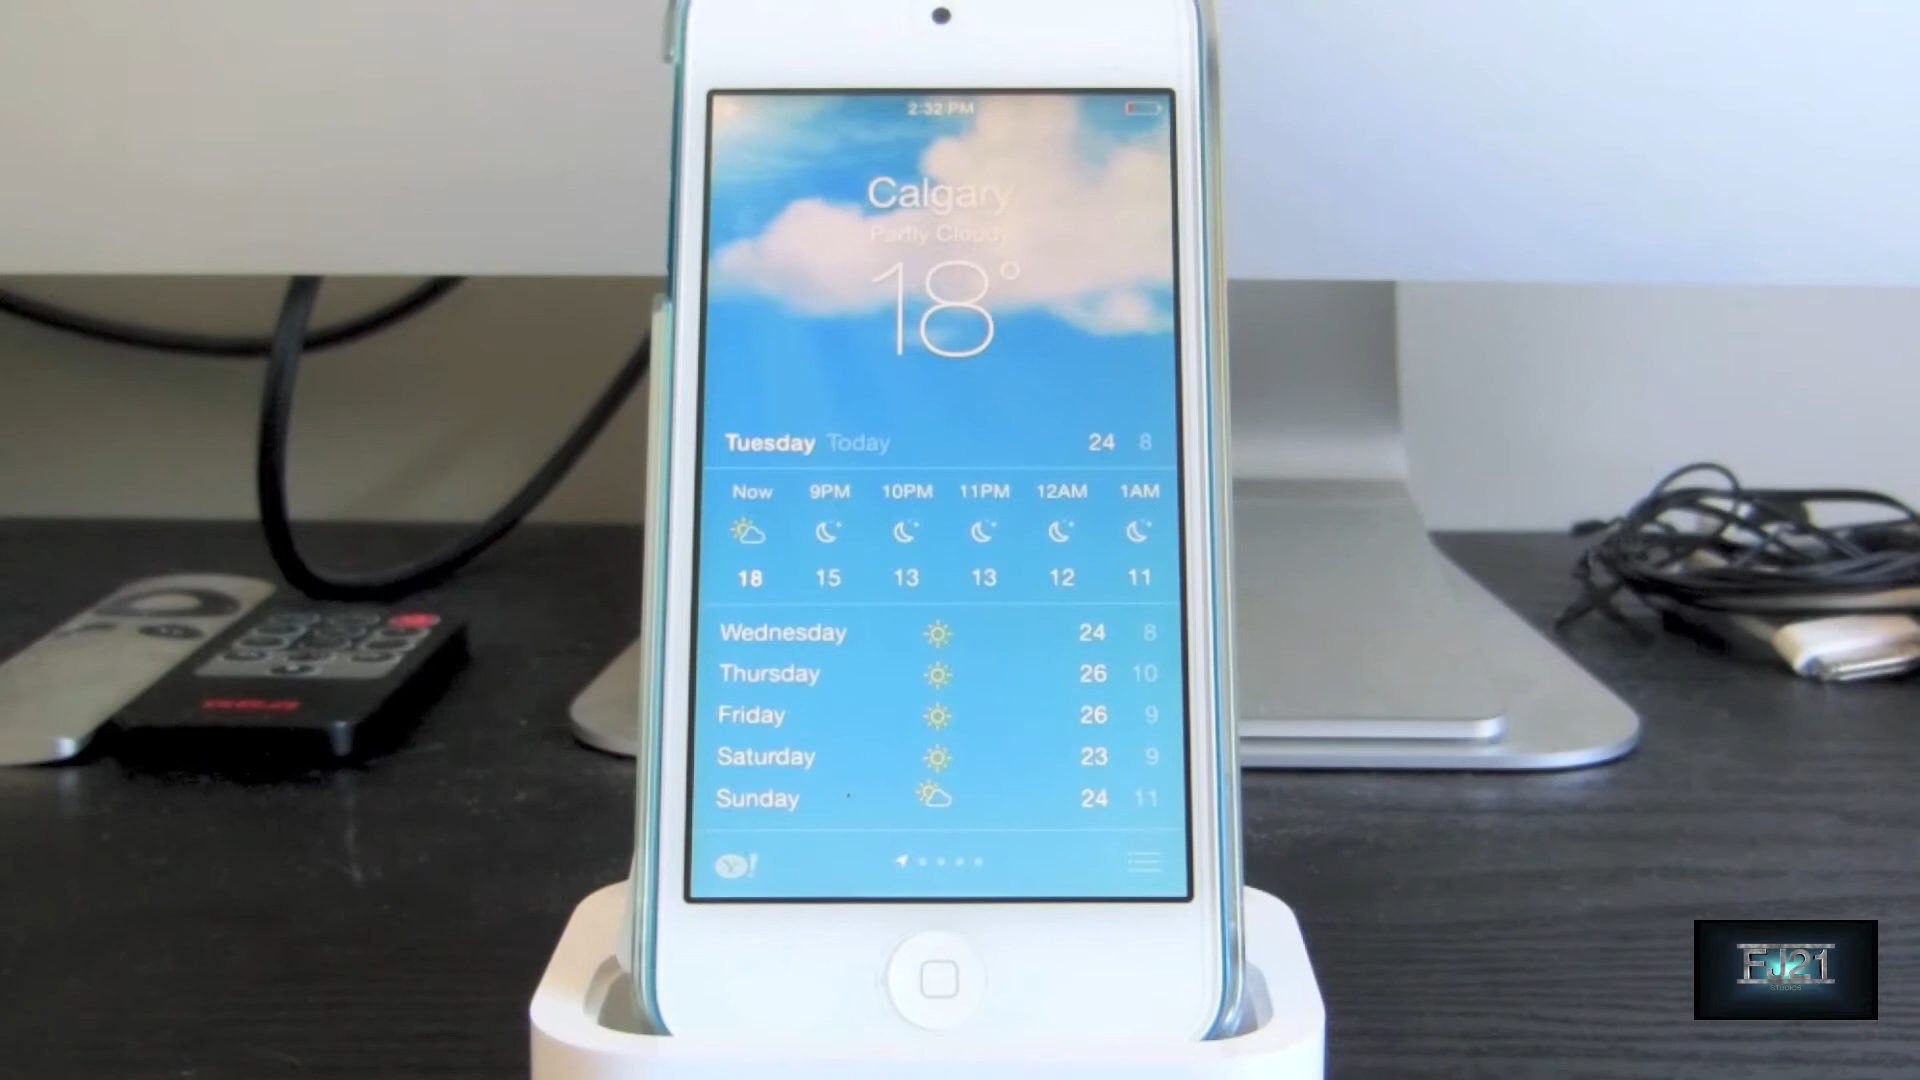 2:32 PM
Calgary
Partly Cloudy
18°
Tuesday Today 24 8
Now 9PM 10PM 11PM 12AM 1AM
18 15 13 13 12 11
Wednesday 24 8
Thursday 26 10
Friday 26 9
Saturday 23 9
Sunday 24 11
Y!
RCA
FJ21
STUDIOS